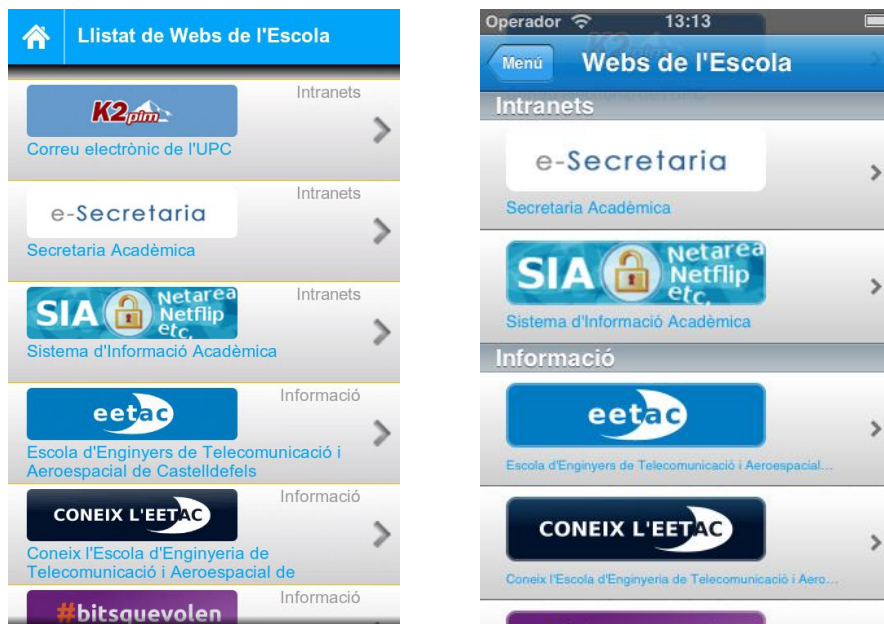 Llistat de Webs de l'Escola
Intranets
K2pim
Correu electrònic de l'UPC
Intranets
e-Secretaria
Secretaria Acadèmica
Intranets
SIA
Netarea
Netflip
etc.
Sistema d'Informació Acadèmica
Informació
eetac
Escola d'Enginyers de Telecomunicació i
Aeroespacial de Castelldefels
Informació
CONEIX L'EETAC
Coneix l'Escola d'Enginyeria de
Telecomunicació i Aeroespacial de
Informació
#bitsquevolen
Operador
13:13
Menú
Webs de l'Escola
Intranets
e-Secretaria
Secretaria Acadèmica
SIA
Netarea
Netflip
etc.
Sistema d'Informació Acadèmica
Informació
eetac
Escola d'Enginyers de Telecomunicació i Aeroespacial...
CONEIX L'EETAC
Coneix l'Escola d'Enginyeria de Telecomunicació i Aero...